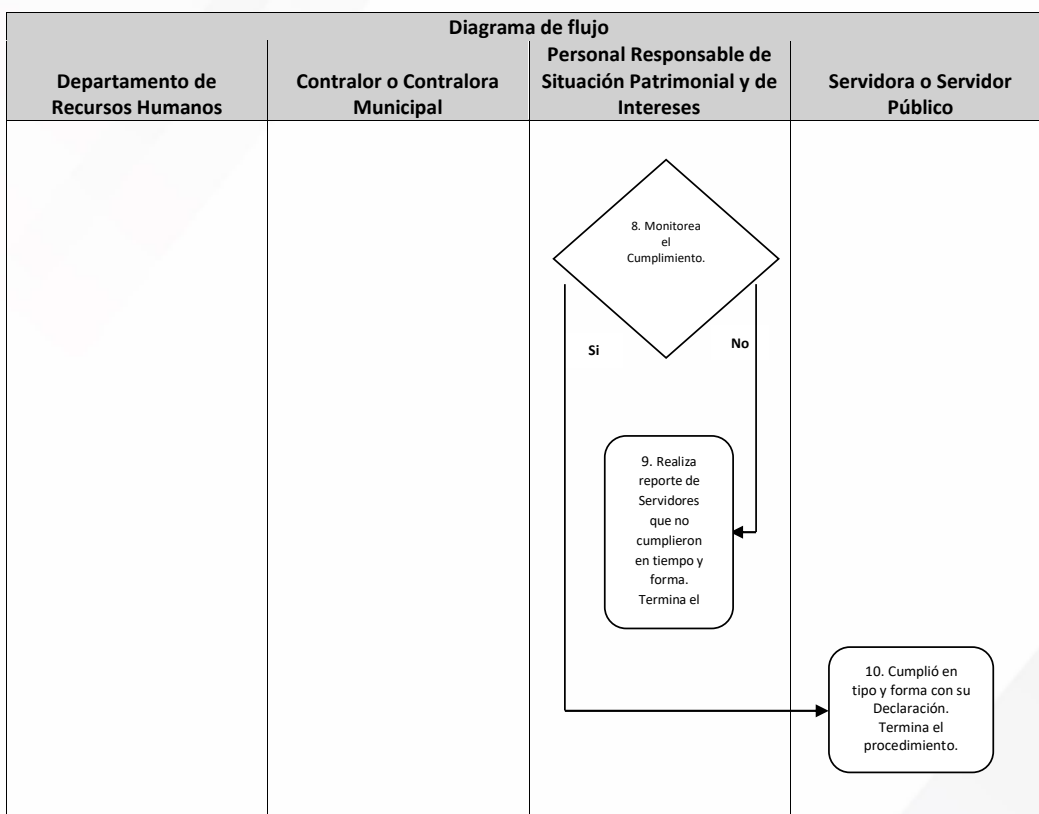 Diagrama de flujo
Departamento de
Recursos Humanos
Contralor o Contralora
Municipal
Personal Responsable de
Situación Patrimonial y de
Intereses
Servidora o Servidor
Público
8. Monitorea
el
Cumplimiento.
Si
No
9. Realiza
reporte de
Servidores
que no
cumplieron
en tiempo y
forma.
Termina el
10. Cumplió en
tipo y forma con su
Declaración.
Termina el
procedimiento.